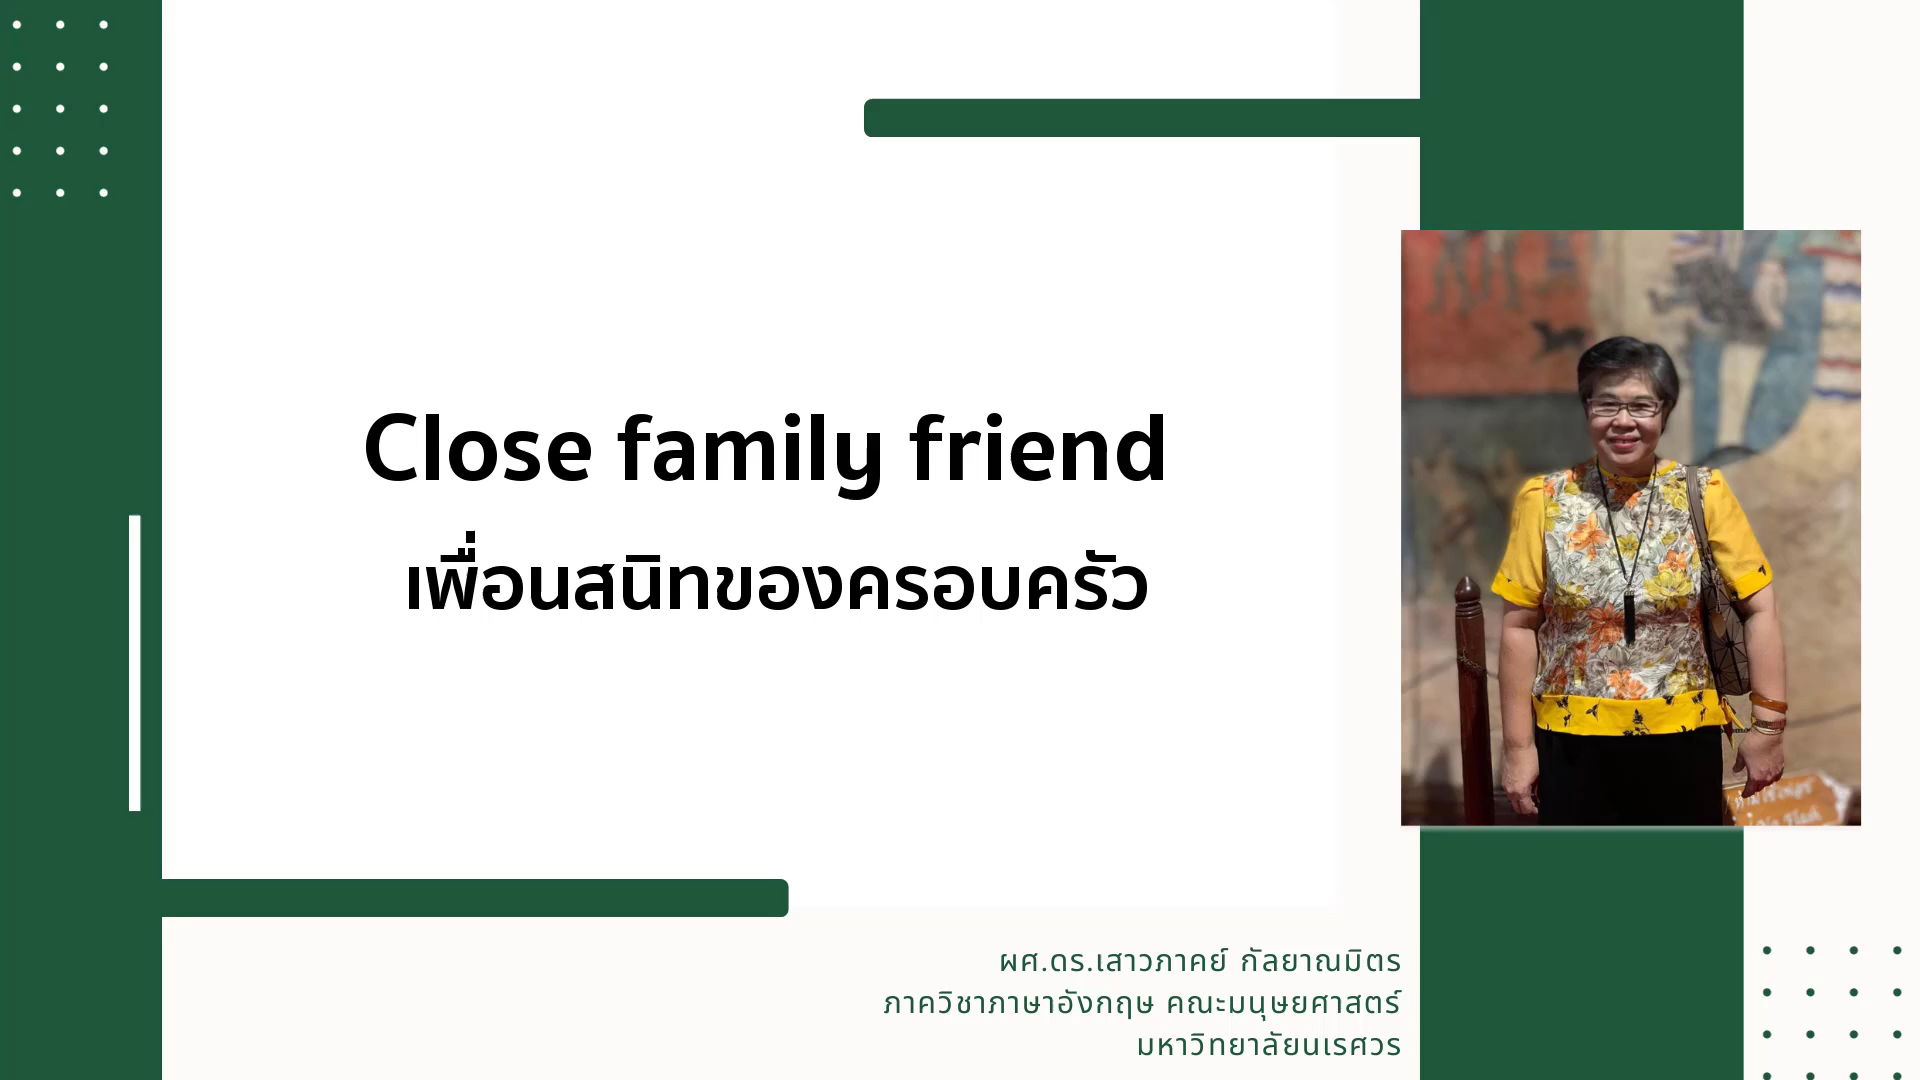 Close family friend
เพื่อนสนิทของครอบครัว
ผศ.ดร.เสาวภาคย์ กัลยาณมิตร
ภาควิชาภาษาอังกฤษ คณะมนุษยศาสตร์
มหาวิทยาลัยนเรศวร